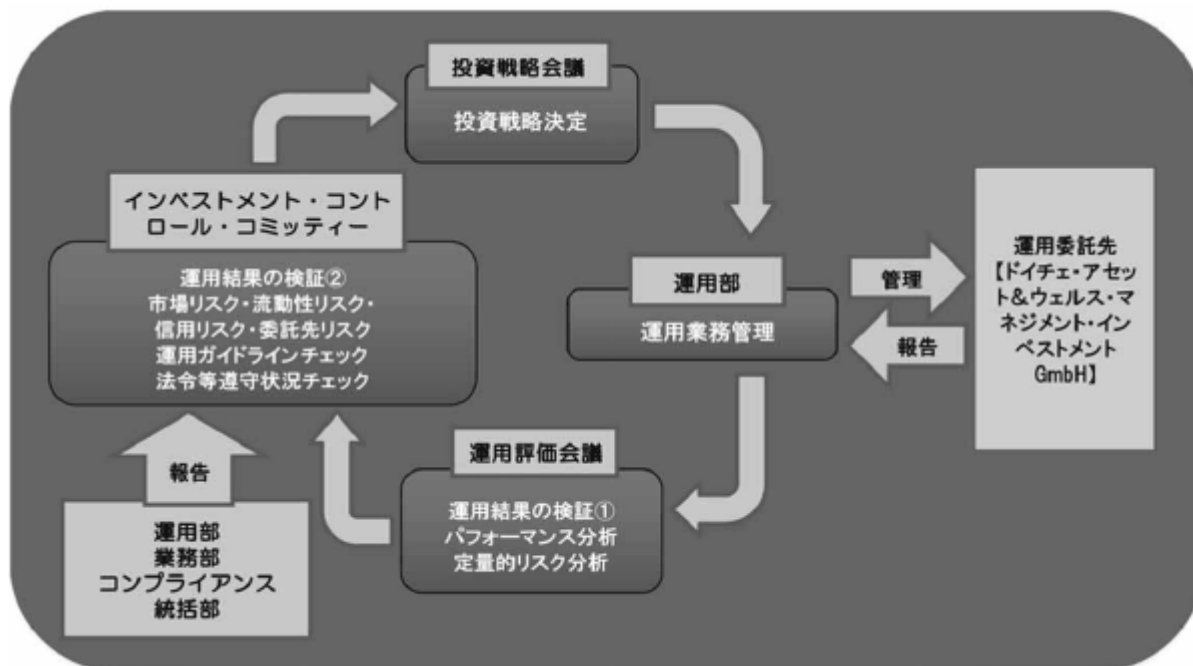 投資戦略会議
投資戦略決定
インベストメント・コント
ロール・コミッティー
運用結果の検証②
市場リスク・流動性リスク・
信用リスク・委託先リスク
運用ガイドラインチェック
法令等遵守状況チェック
運用部
運用業務管理
管理
報告
運用委託先
【ドイチェ・アセッ
ト&ウェルス・マ
ネジメント・イン
ベストメント
GmbH】
運用評価会議
運用結果の検証①
パフォーマンス分析
定量的リスク分析
報告
運用部
業務部
コンプライアンス
統括部